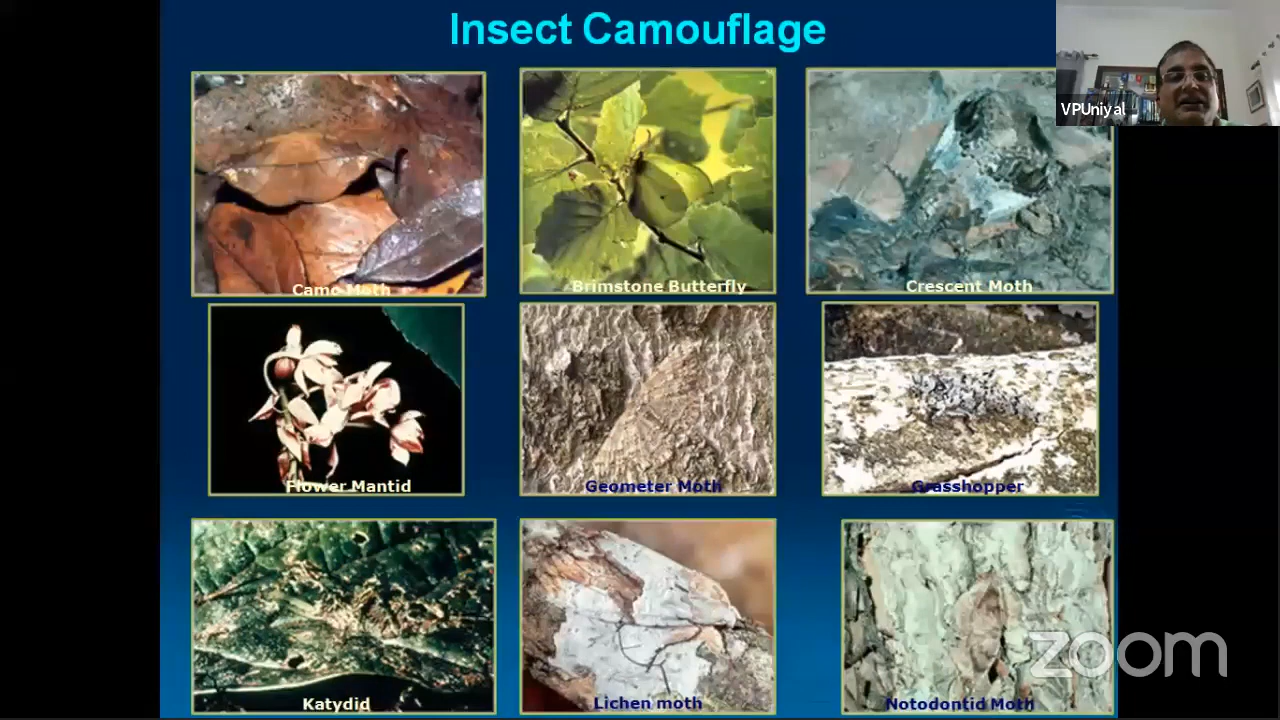 Insect Camouflage
VPUniyal
Camo Moth
Brimstone Butterfly
Crescent Moth
Flower Mantid
Geometer Moth
Grasshopper
Katydid
Lichen moth
Notodontid Moth
zoom